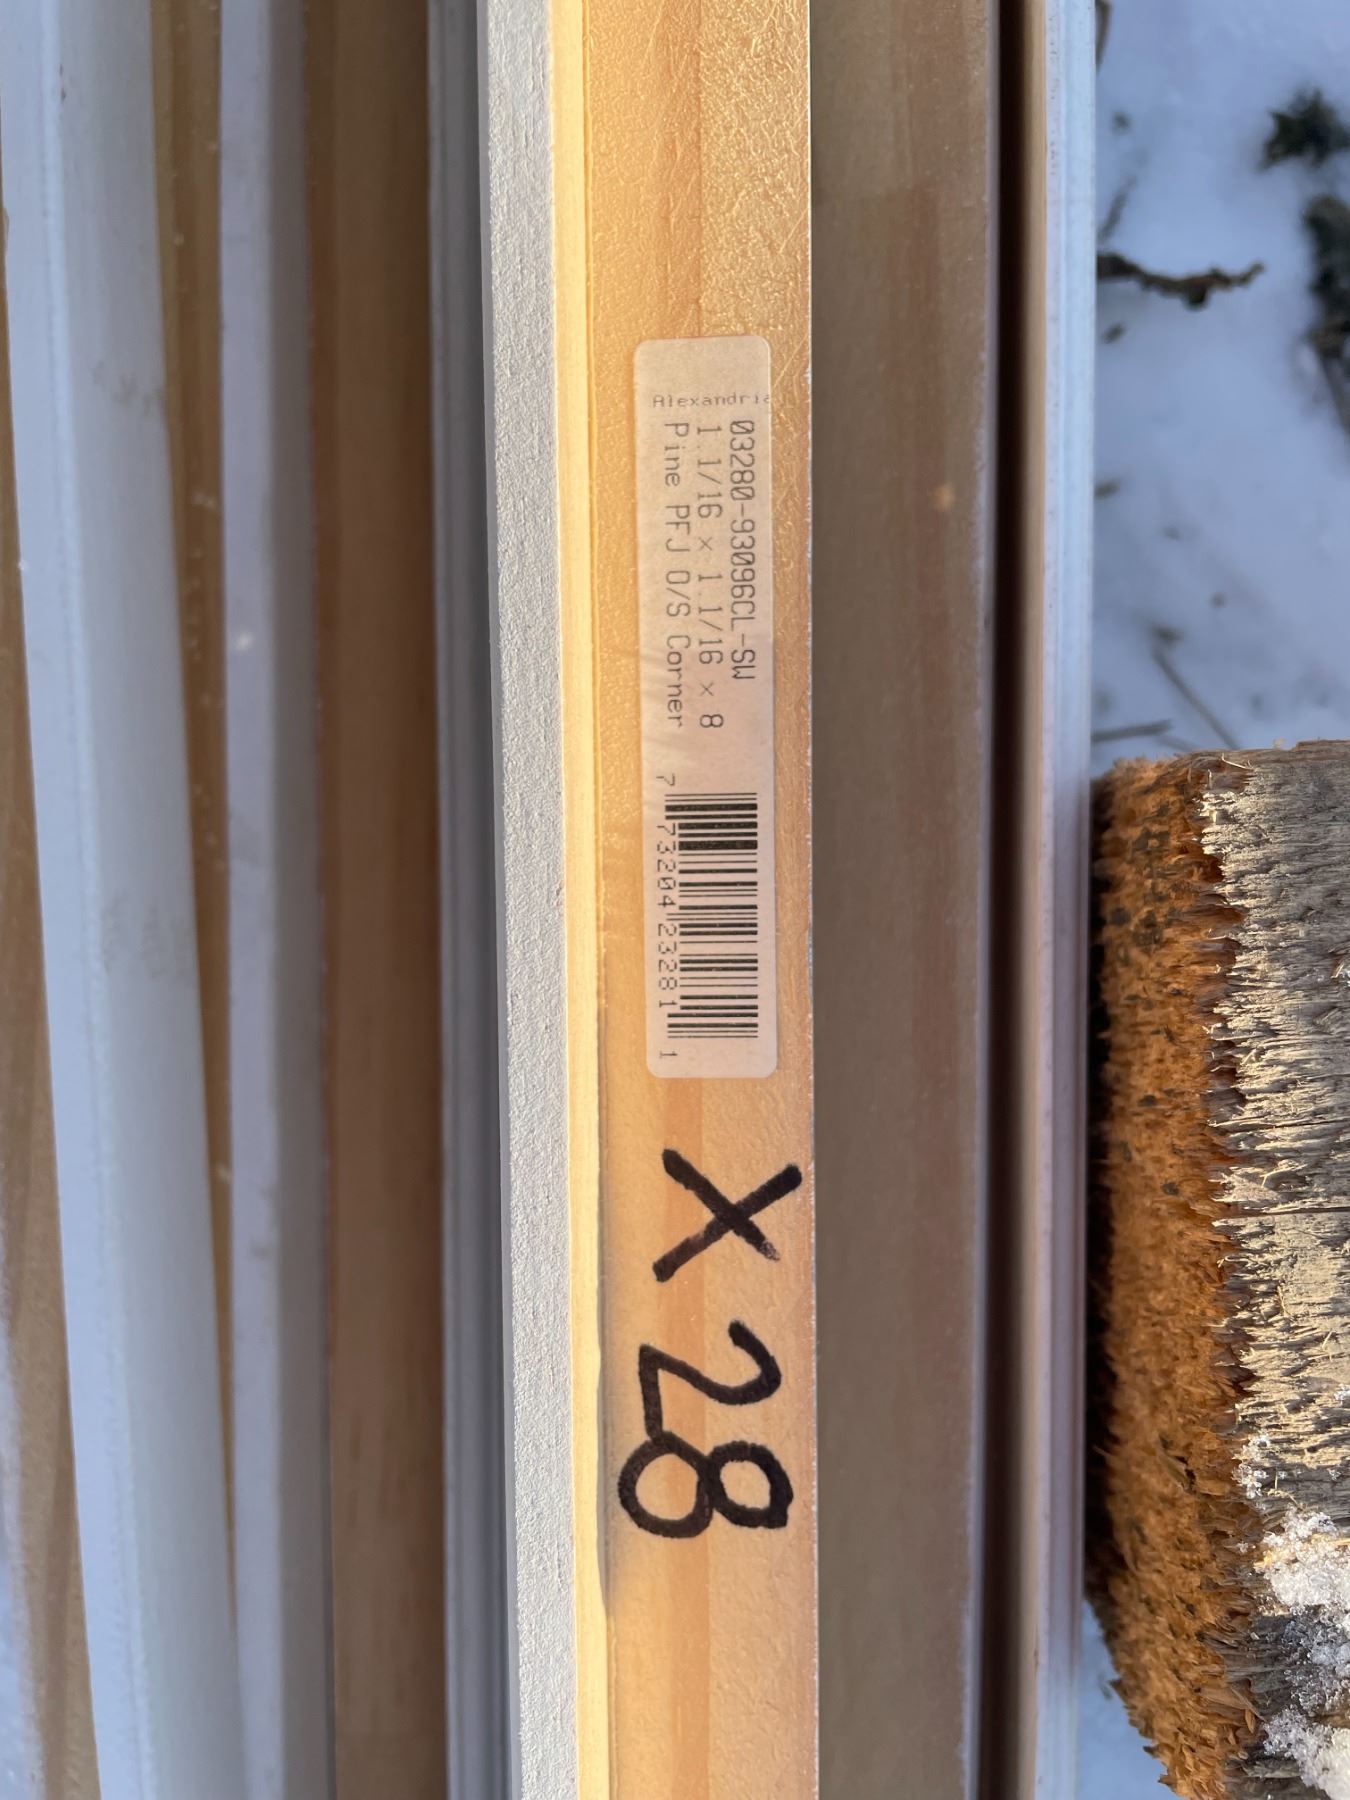 Alexandria
03280-93096CL-SW
1.1/16 x 1.1/16 x 8
Pine PFJ O/S Corner
7 73204 23281 1
X 28